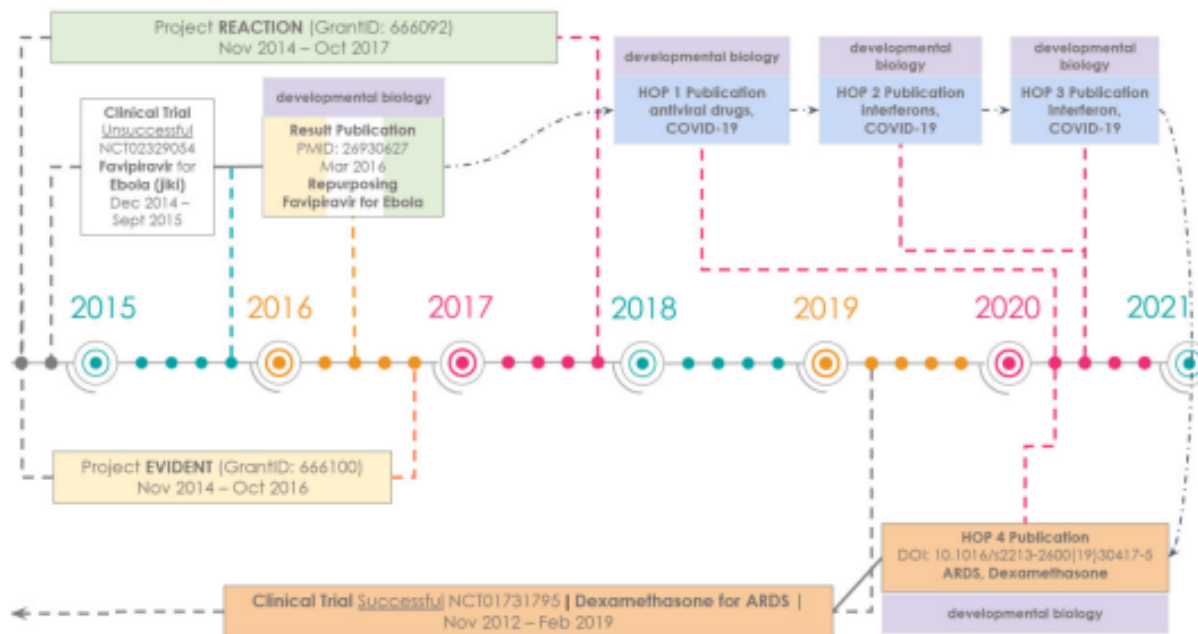 Project REACTION (GrantID: 666092)
Nov 2014 – Oct 2017
Clinical Trial
Unsuccessful
NCT02329054
Favipiravir for
Ebola (jiki)
Dec 2014 –
Sept 2015
developmental biology
Result Publication
PMID: 26930627
Mar 2016
Repurposing
Favipiravir for Ebola
developmental biology
HOP 1 Publication
antiviral drugs,
COVID-19
developmental
biology
HOP 2 Publication
interferons,
COVID-19
developmental
biology
HOP 3 Publication
interferon,
COVID-19
2015
2016
2017
2018
2019
2020
2021
Project EVIDENT (GrantID: 666100)
Nov 2014 – Oct 2016
HOP 4 Publication
DOI: 10.1016/s2213-2600(19)30417-5
ARDS, Dexamethasone
developmental biology
Clinical Trial Successful NCT01731795 | Dexamethasone for ARDS |
Nov 2012 – Feb 2019